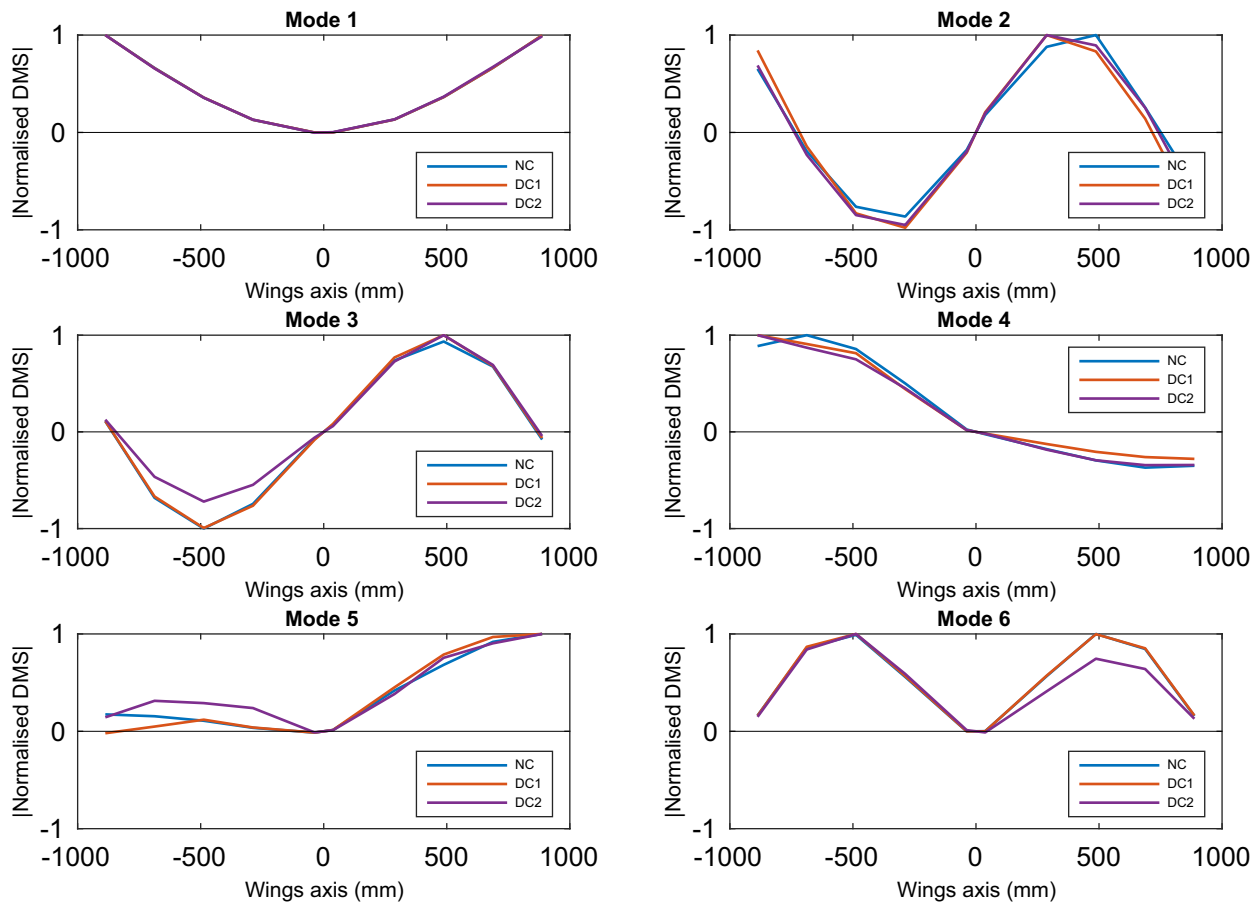 Mode 1
|Normalised DMS|
1
0
-1
-1000
-500
0
500
1000
Wings axis (mm)
NC
DC1
DC2
Mode 2
|Normalised DMS|
1
0
-1
-1000
-500
0
500
1000
Wings axis (mm)
NC
DC1
DC2
Mode 3
|Normalised DMS|
1
0
-1
-1000
-500
0
500
1000
Wings axis (mm)
NC
DC1
DC2
Mode 4
|Normalised DMS|
1
0
-1
-1000
-500
0
500
1000
Wings axis (mm)
NC
DC1
DC2
Mode 5
|Normalised DMS|
1
0
-1
-1000
-500
0
500
1000
Wings axis (mm)
NC
DC1
DC2
Mode 6
|Normalised DMS|
1
0
-1
-1000
-500
0
500
1000
Wings axis (mm)
NC
DC1
DC2